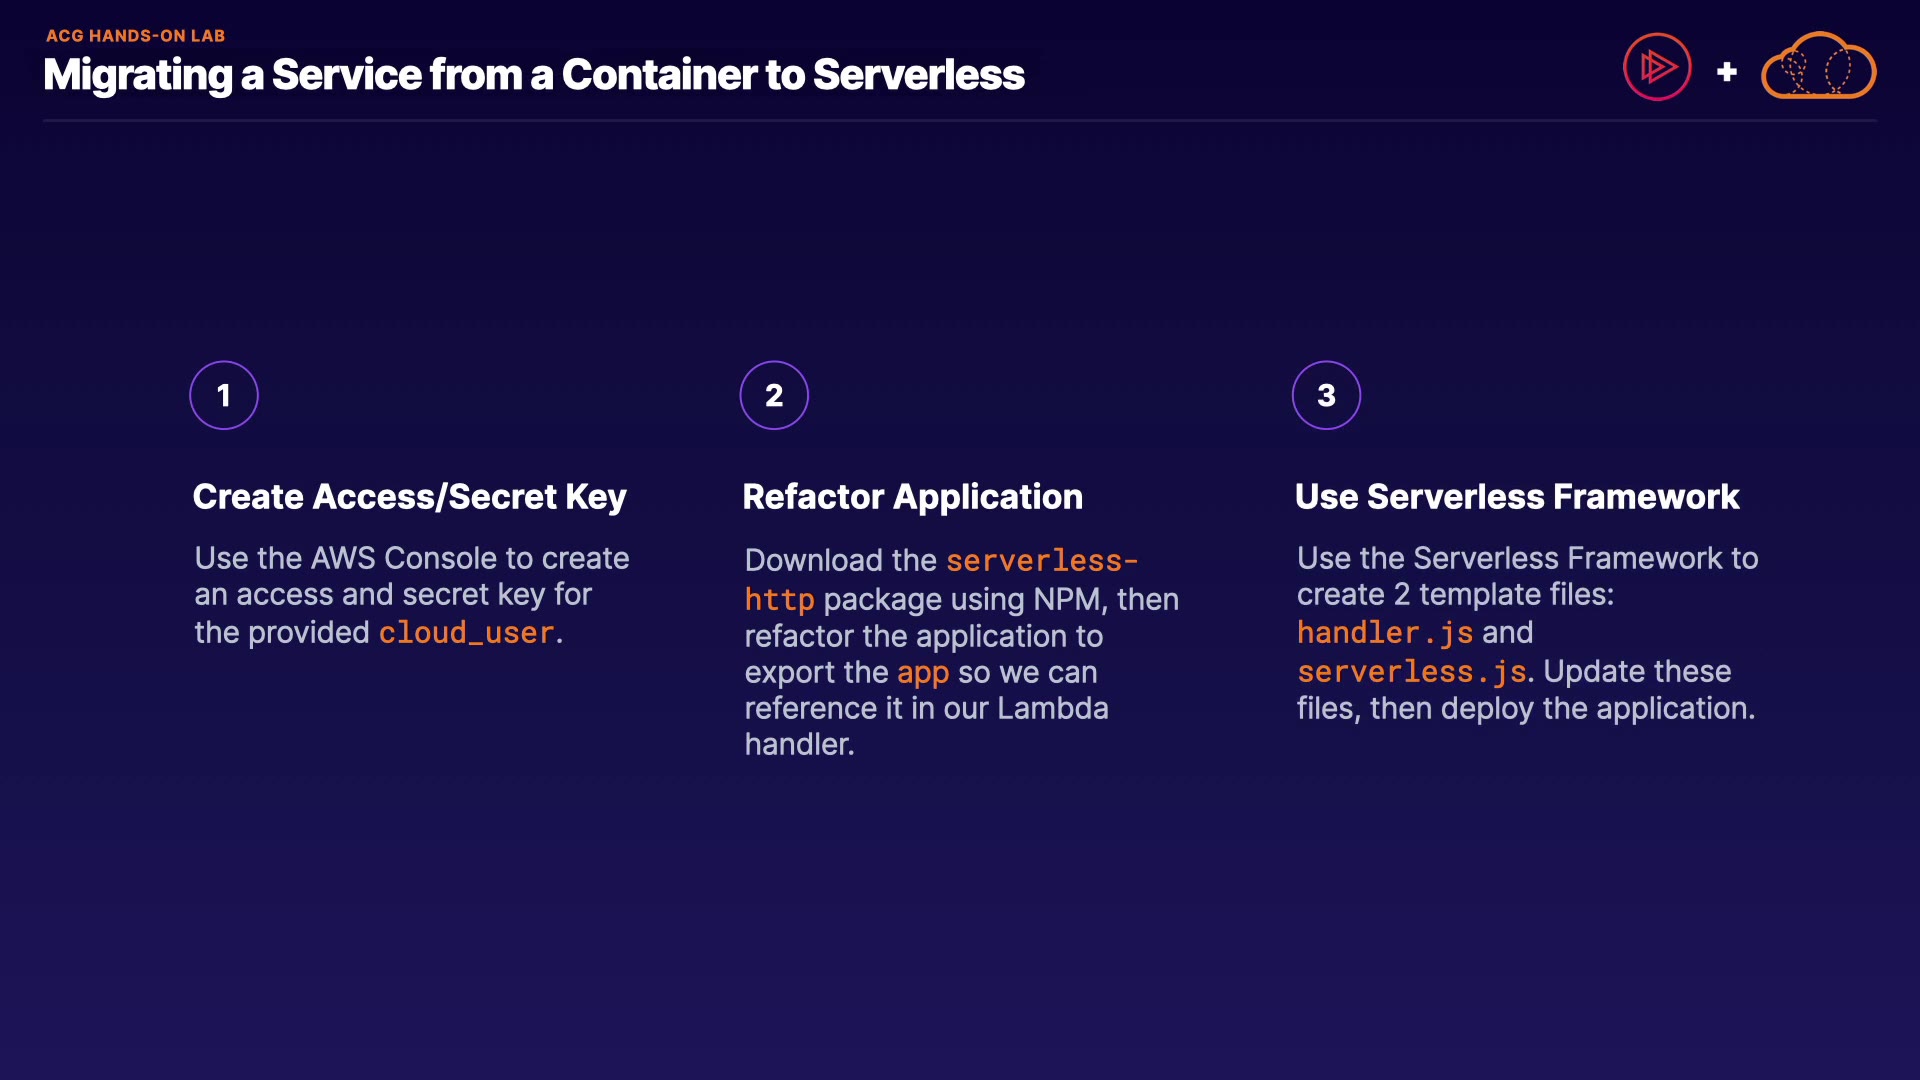 ACG HANDS-ON LAB
Migrating a Service from a Container to Serverless
+
1
Create Access/Secret Key
Use the AWS Console to create
an access and secret key for
the provided cloud_user.
2
Refactor Application
Download the serverless-
http package using NPM, then
refactor the application to
export the app so we can
reference it in our Lambda
handler.
3
Use Serverless Framework
Use the Serverless Framework to
create 2 template files:
handler.js and
serverless.js. Update these
files, then deploy the application.